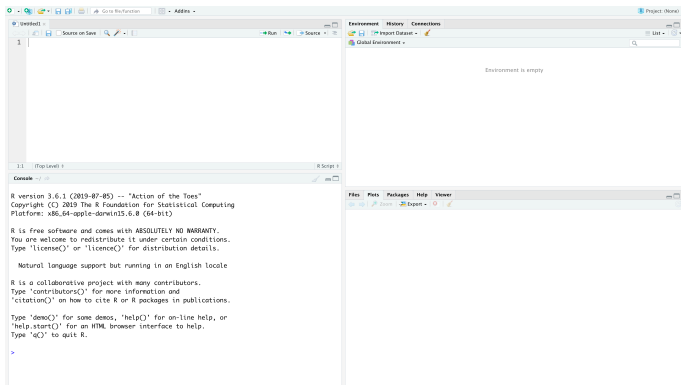 Go to file/function
Addins
Project: (None)
Untitled1
Source on Save
Run
Source
1
1:1
(Top Level)
R Script
Console ~/
R version 3.6.1 (2019-07-05) -- "Action of the Toes"
Copyright (C) 2019 The R Foundation for Statistical Computing
Platform: x86_64-apple-darwin15.6.0 (64-bit)
R is free software and comes with ABSOLUTELY NO WARRANTY.
You are welcome to redistribute it under certain conditions.
Type 'license()' or 'licence()' for distribution details.
Natural language support but running in an English locale
R is a collaborative project with many contributors.
Type 'contributors()' for more information and
'citation()' on how to cite R or R packages in publications.
Type 'demo()' for some demos, 'help()' for on-line help, or
'help.start()' for an HTML browser interface to help.
Type 'q()' to quit R.
>
Environment History Connections
Import Dataset
List
Global Environment
Environment is empty
Files Plots Packages Help Viewer
Zoom
Export